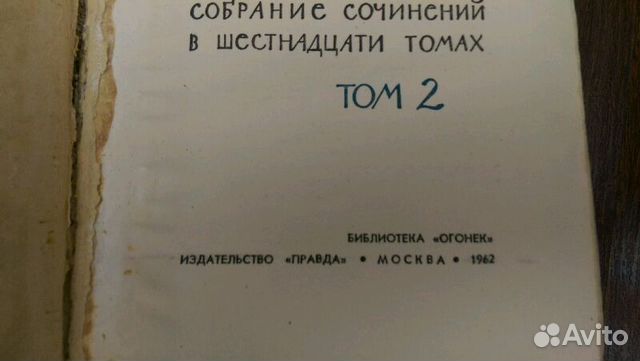 СОБРАНИЕ СОЧИНЕНИЙ
В ШЕСТНАДЦАТИ ТОМАХ
ТОМ 2
БИБЛИОТЕКА «ОГОНЕК»
ИЗДАТЕЛЬСТВО «ПРАВДА» • МОСКВА • 1962
Avito